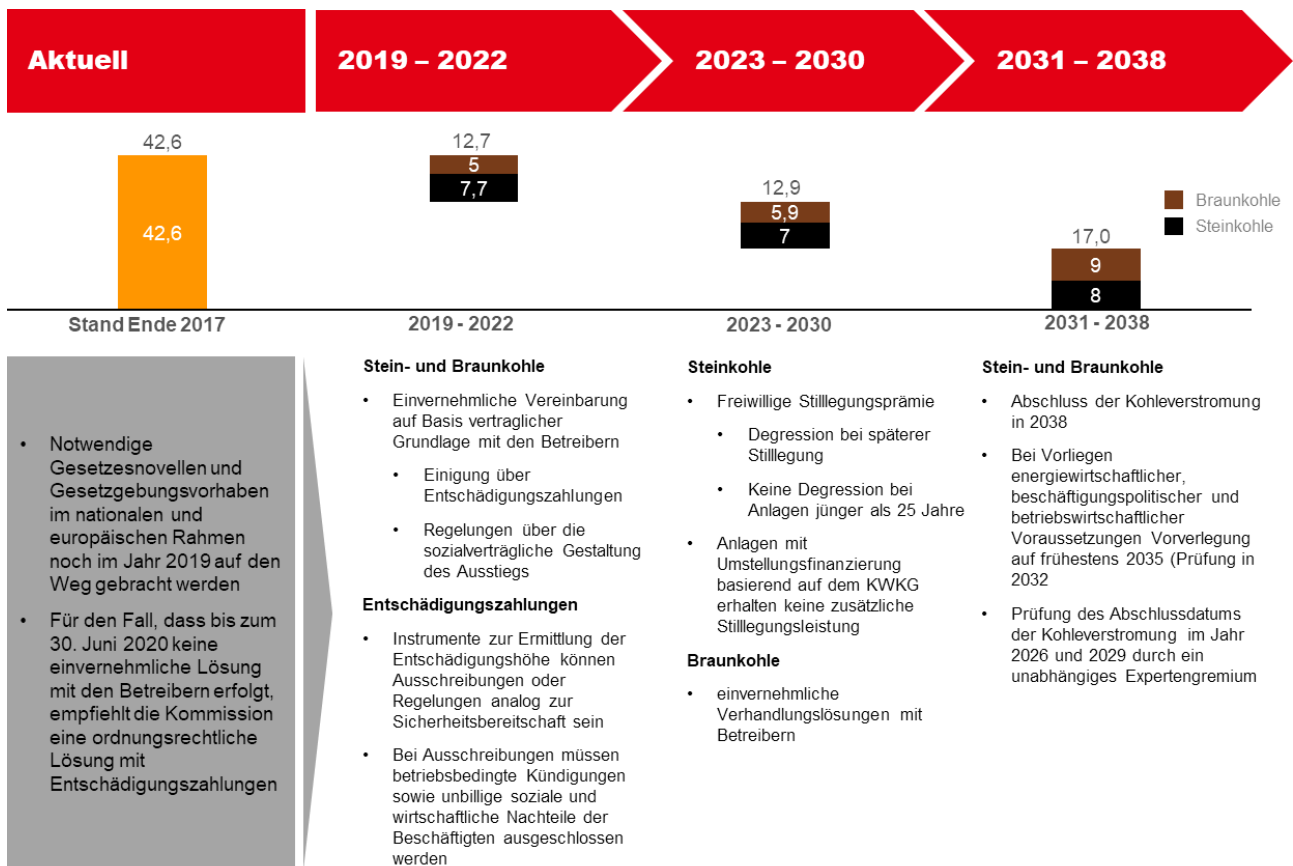 Aktuell
2019 – 2022
2023 – 2030
2031 – 2038
42,6
42,6
12,7
5
7,7
12,9
5,9
7
17,0
9
8
Braunkohle
Steinkohle
Stand Ende 2017
2019 - 2022
2023 - 2030
2031 - 2038
• Notwendige
Gesetzesnovellen und
Gesetzgebungsvorhaben
im nationalen und
europäischen Rahmen
noch im Jahr 2019 auf den
Weg gebracht werden
• Für den Fall, dass bis zum
30. Juni 2020 keine
einvernehmliche Lösung
mit den Betreibern erfolgt,
empfiehlt die Kommission
eine ordnungsrechtliche
Lösung mit
Entschädigungszahlungen
Stein- und Braunkohle
• Einvernehmliche Vereinbarung
auf Basis vertraglicher
Grundlage mit den Betreibern
• Einigung über
Entschädigungszahlungen
• Regelungen über die
sozialverträgliche Gestaltung
des Ausstiegs
Entschädigungszahlungen
• Instrumente zur Ermittlung der
Entschädigungshöhe können
Ausschreibungen oder
Regelungen analog zur
Sicherheitsbereitschaft sein
• Bei Ausschreibungen müssen
betriebsbedingte Kündigungen
sowie unbillige soziale und
wirtschaftliche Nachteile der
Beschäftigten ausgeschlossen
werden
Steinkohle
• Freiwillige Stilllegungsprämie
• Degression bei späterer
Stilllegung
• Keine Degression bei
Anlagen jünger als 25 Jahre
• Anlagen mit
Umstellungsfinanzierung
basierend auf dem KWKG
erhalten keine zusätzliche
Stilllegungsleistung
Braunkohle
• einvernehmliche
Verhandlungslösungen mit
Betreibern
Stein- und Braunkohle
• Abschluss der Kohleverstromung
in 2038
• Bei Vorliegen
energiewirtschaftlicher,
beschäftigungspolitischer und
betriebswirtschaftlicher
Voraussetzungen Vorverlegung
auf frühestens 2035 (Prüfung in
2032
• Prüfung des Abschlussdatums
der Kohleverstromung im Jahr
2026 und 2029 durch ein
unabhängiges Expertengremium